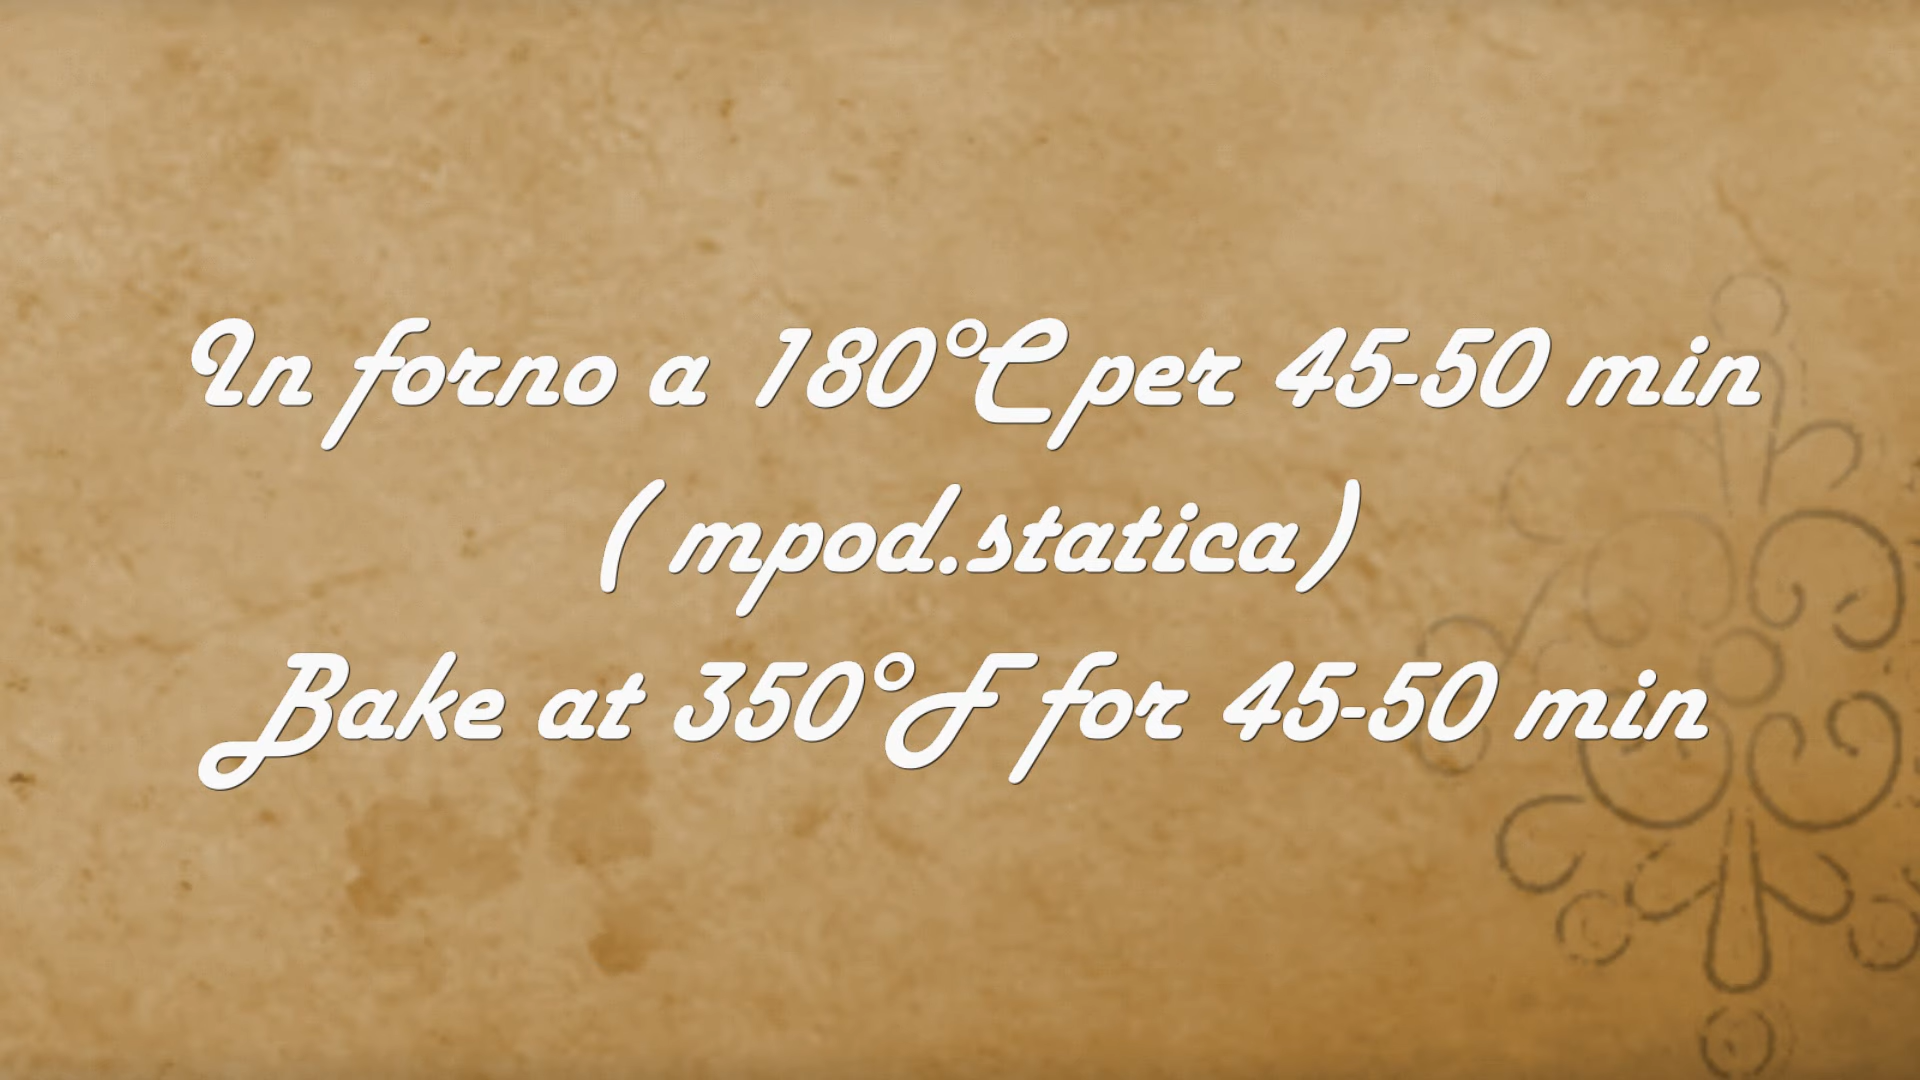 In forno a 180°C per 45-50 min
( mpod.statica)
Bake at 350°F for 45-50 min